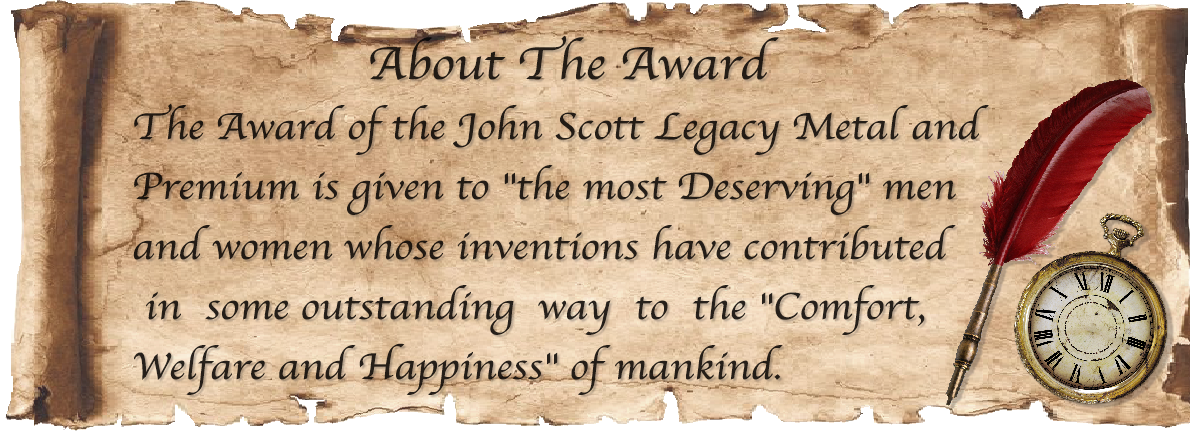 About The Award
The Award of the John Scott Legacy Metal and
Premium is given to "the most Deserving" men
and women whose inventions have contributed
in some outstanding way to the "Comfort,
Welfare and Happiness" of mankind.